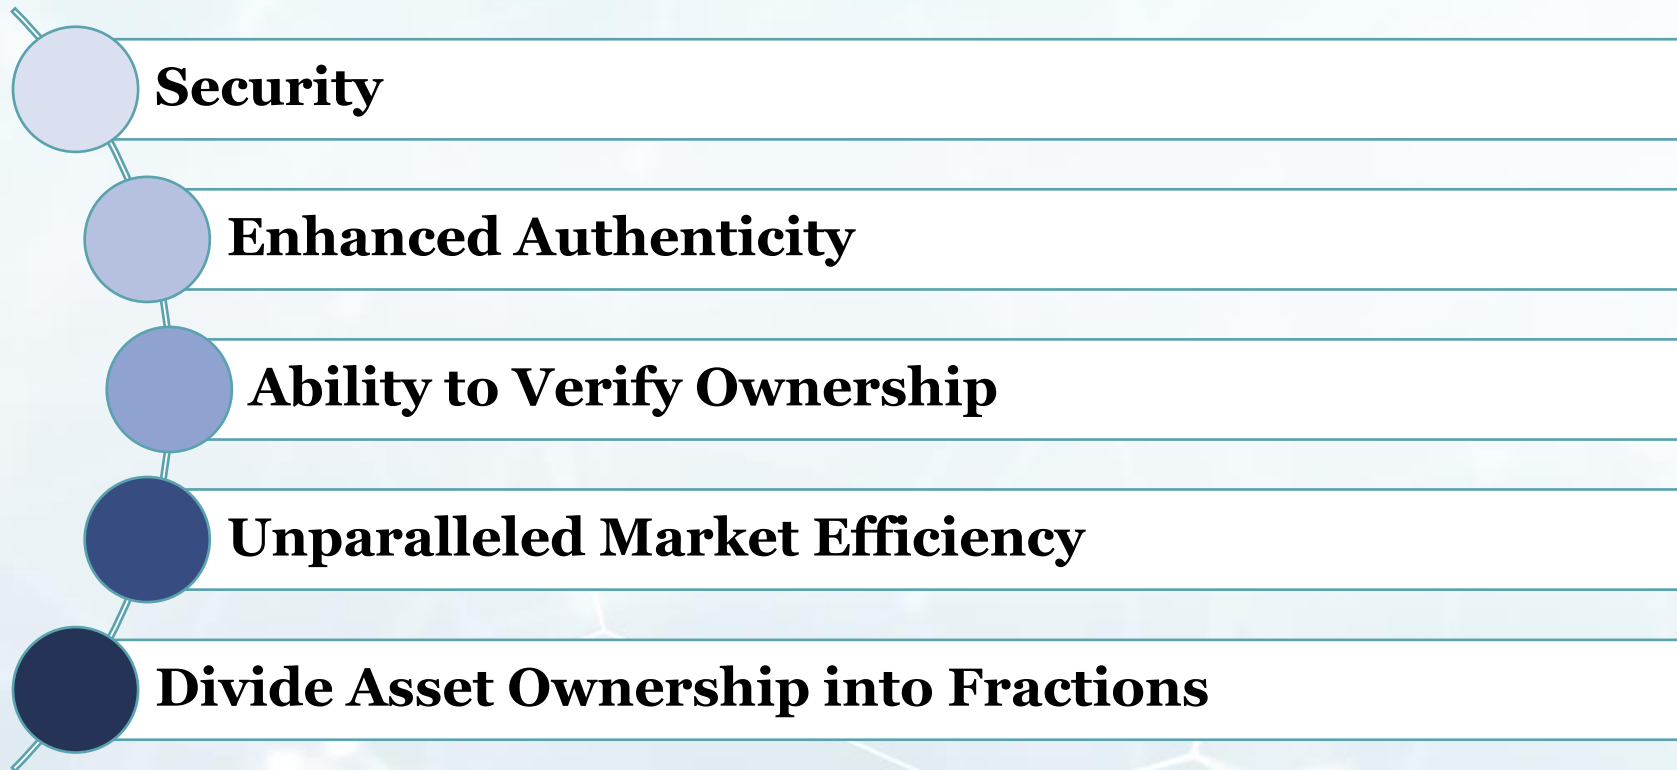 Security
Enhanced Authenticity
Ability to Verify Ownership
Unparalleled Market Efficiency
Divide Asset Ownership into Fractions